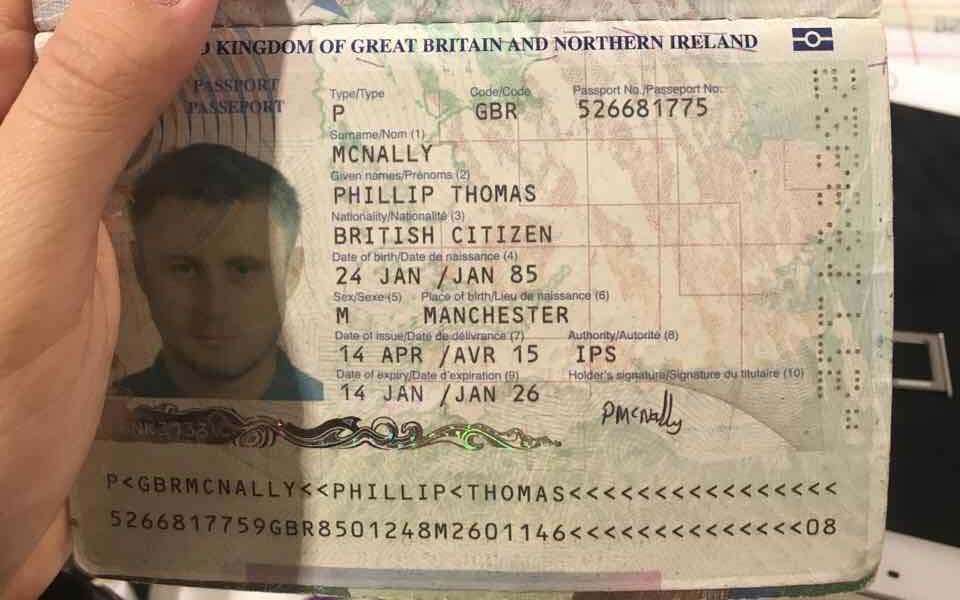 KINGDOM OF GREAT BRITAIN AND NORTHERN IRELAND
PASSPORT
PASSEPORT
Type/Type Code/Code Passport No./Passeport No.
P GBR 526681775
Surname/Nom (1)
MCNALLY
Given names/Prénoms (2)
PHILLIP THOMAS
Nationality/Nationalité (3)
BRITISH CITIZEN
Date of birth/Date de naissance (4)
24 JAN /JAN 85
Sex/Sexe (5) Place of birth/Lieu de naissance (6)
M MANCHESTER
Date of issue/Date de délivrance (7) Authority/Autorité (8)
14 APR /AVR 15 IPS
Date of expiry/Date d'expiration (9) Holder's signature/Signature du titulaire (10)
14 JAN /JAN 26
PMcNally
P<GBRMCNALLY<<PHILLIP<THOMAS<<<<<<<<<<<<<<<<
5266817759GBR8501248M2601146<<<<<<<<<<<<<<08